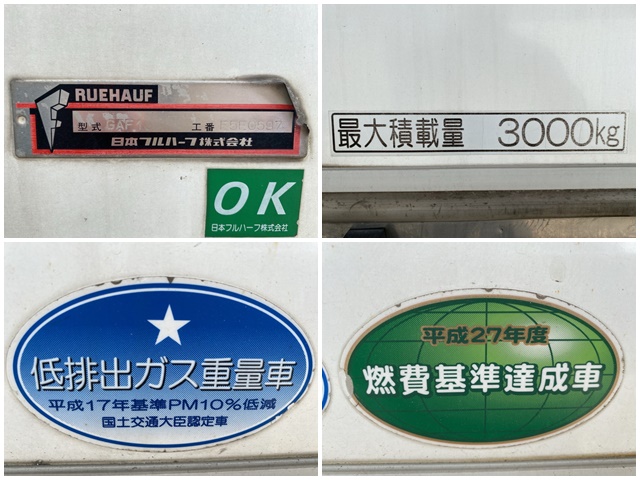 RUEHAUF
型式 工番
日本フルハーフ株式会社
OK
日本フルハーフ株式会社
最大積載量 3000kg
低排出ガス重量車
平成17年基準PM10%低減
国土交通大臣認定車
平成27年度
燃費基準達成車